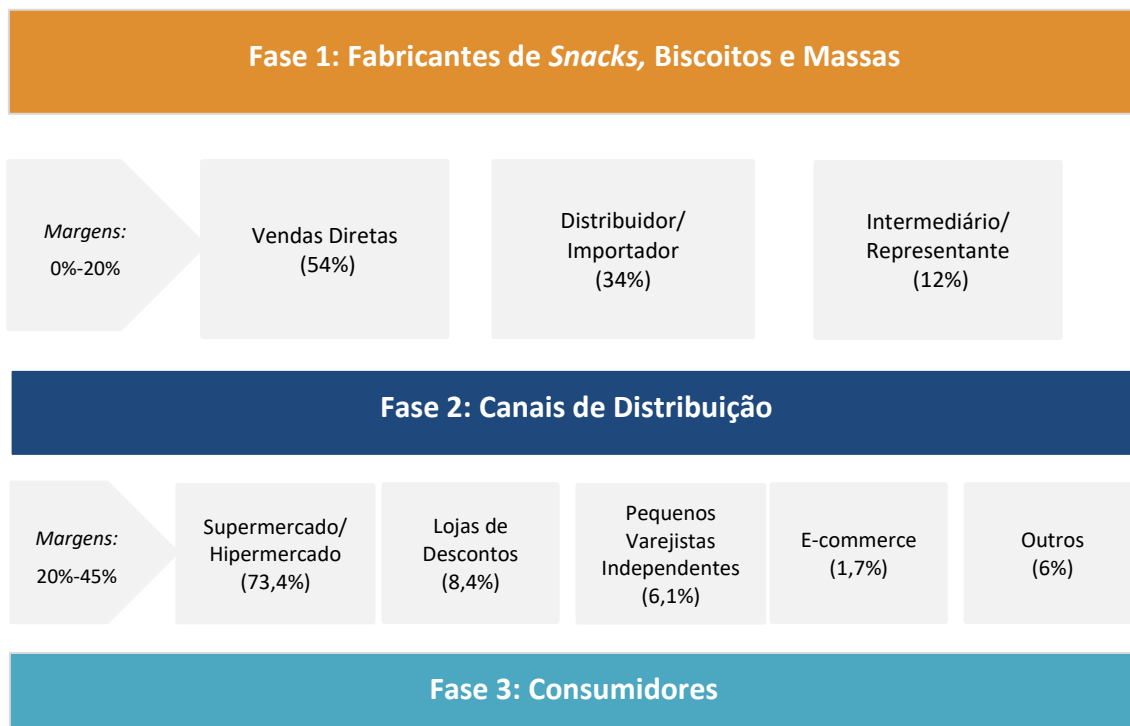 Fase 1: Fabricantes de Snacks, Biscoitos e Massas
Margens:
0%-20%
Vendas Diretas
(54%)
Distribuidor/
Importador
(34%)
Intermediário/
Representante
(12%)
Fase 2: Canais de Distribuição
Margens:
20%-45%
Supermercado/
Hipermercado
(73,4%)
Lojas de
Descontos
(8,4%)
Pequenos
Varejistas
Independentes
(6,1%)
E-commerce
(1,7%)
Outros
(6%)
Fase 3: Consumidores